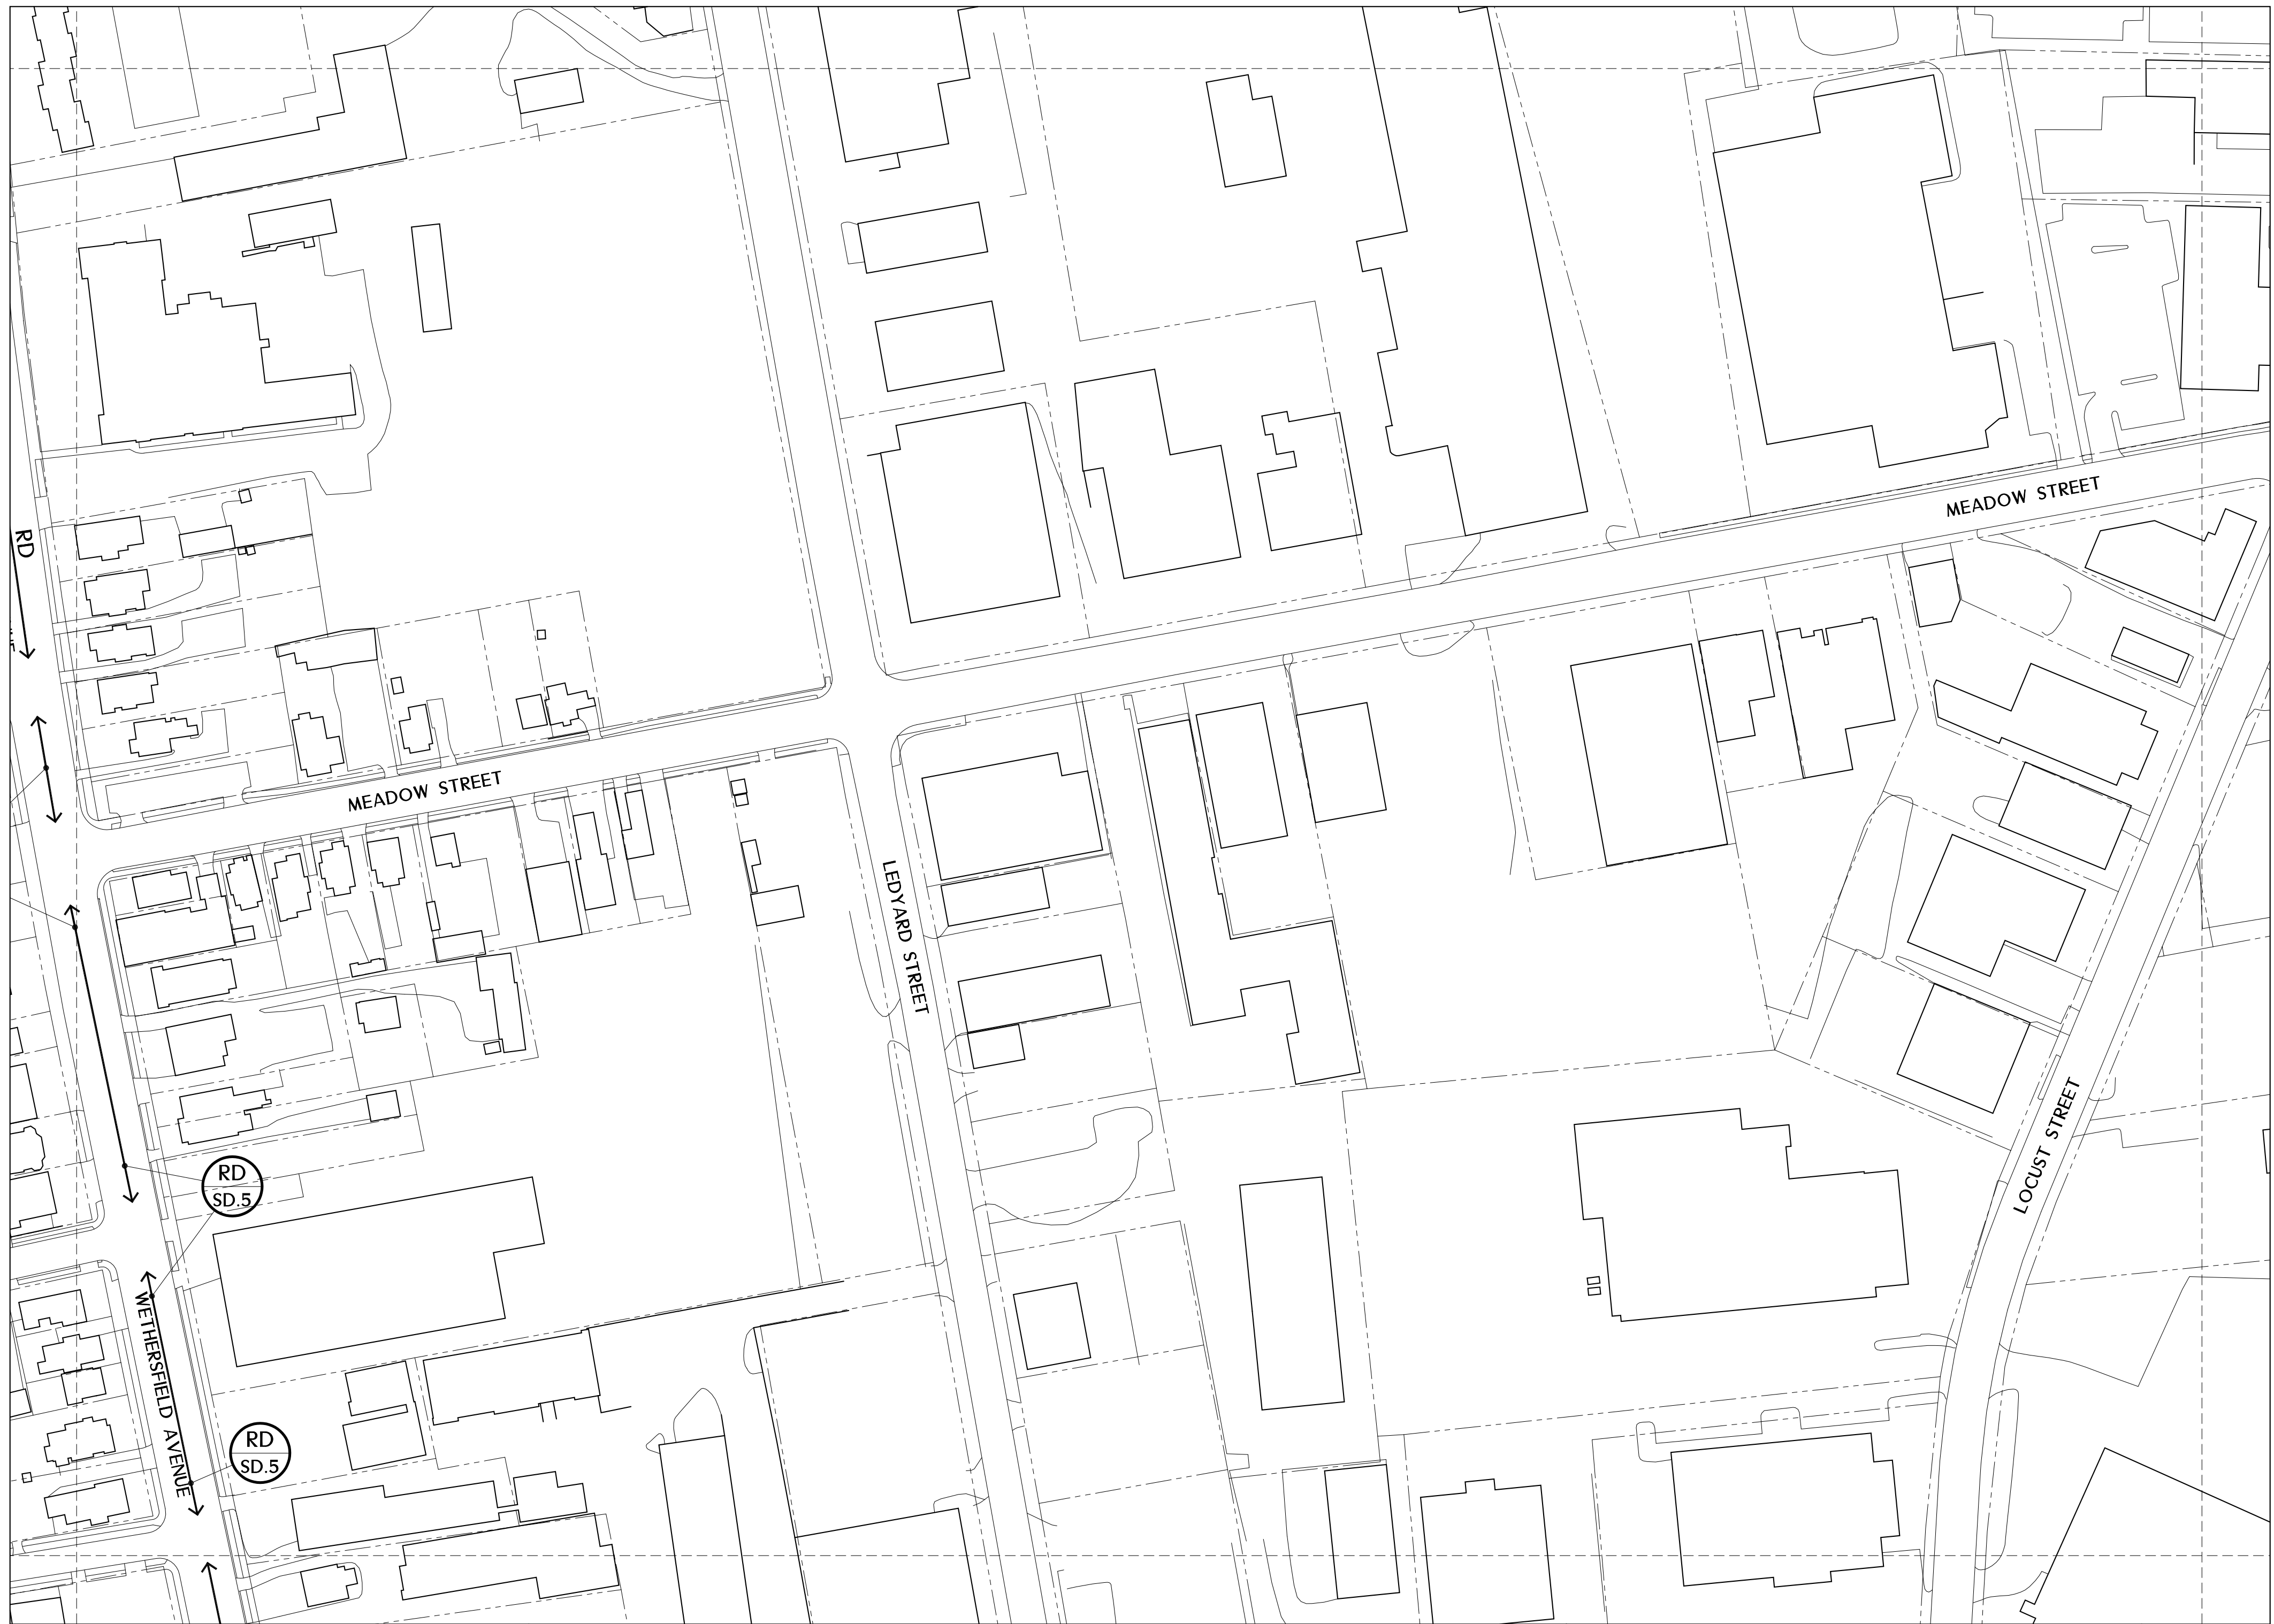 RD
MEADOW STREET
MEADOW STREET
LEDYARD STREET
LOCUST STREET
RD
SD.5
WETHERSFIELD AVENUE
RD
SD.5